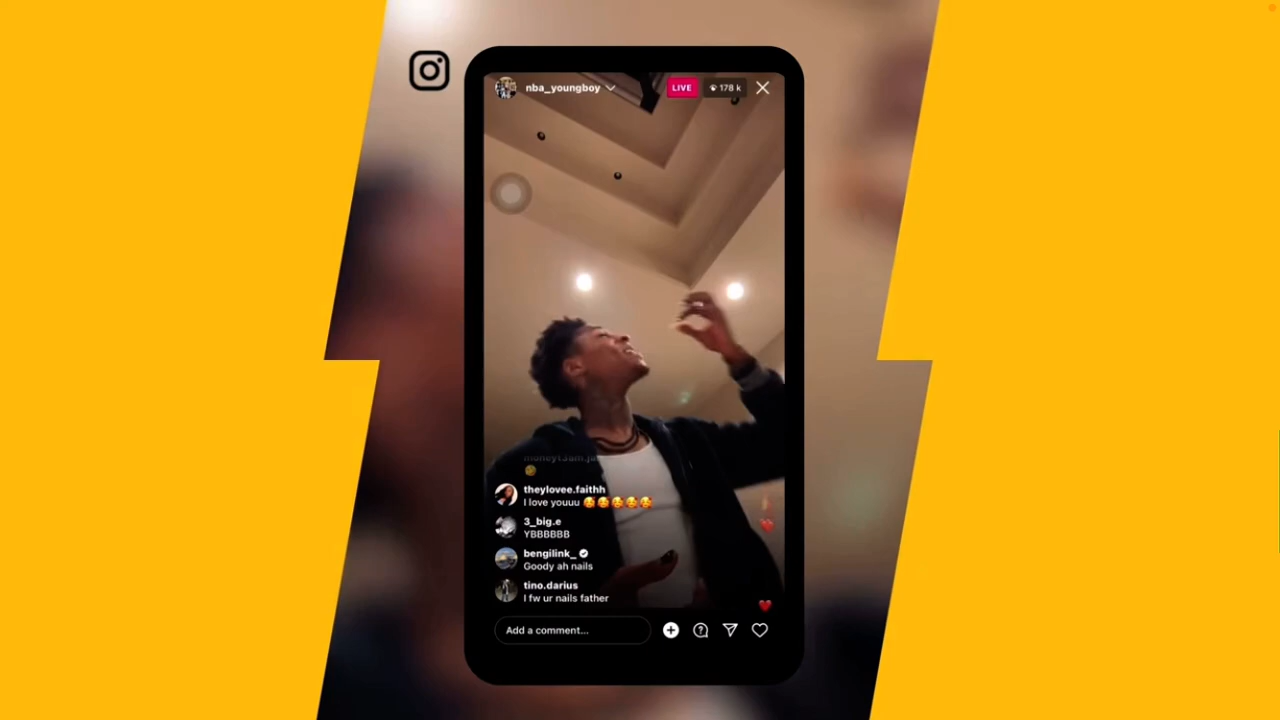 nba_youngboy
LIVE
178 k
theylovee.faithh
I love youuu 🥰🥰🥰🥰🥰
3_big.e
YBBBBBB
bengilink_
Goody ah nails
tino.darius
I fw ur nails father
Add a comment...